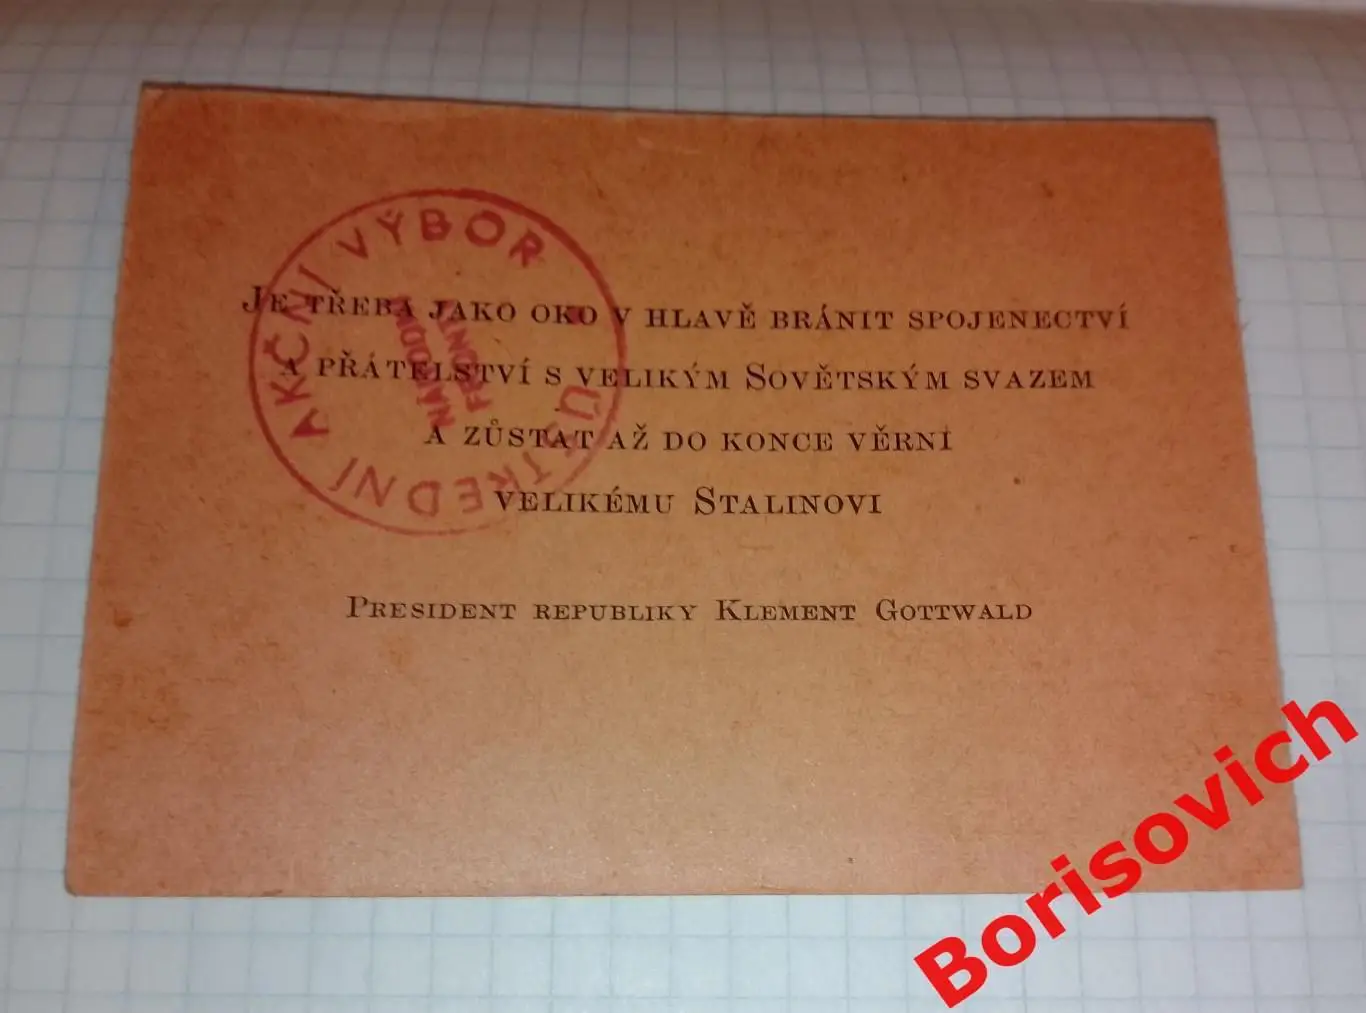 Je třeba jako oko v hlavě bránit spojenectví
a přátelství s velikým Sovětským svazem
a zůstat až do konce věrni
velikému Stalinovi
President republiky Klement Gottwald
ÚSTŘEDNÍ AKČNÍ VÝBOR
NÁRODNÍ
FRONTY
Borisovich